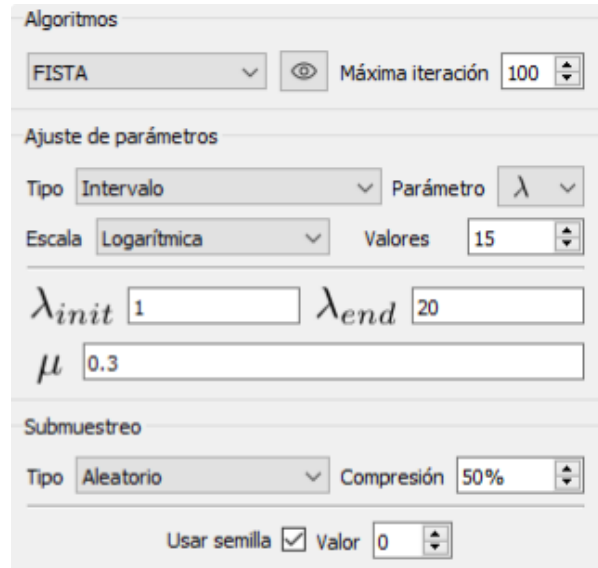 Algoritmos
FISTA Máxima iteración 100
Ajuste de parámetros
Tipo Intervalo Parámetro λ
Escala Logarítmica Valores 15
λinit 1 λend 20
μ 0.3
Submuestreo
Tipo Aleatorio Compresión 50%
Usar semilla Valor 0